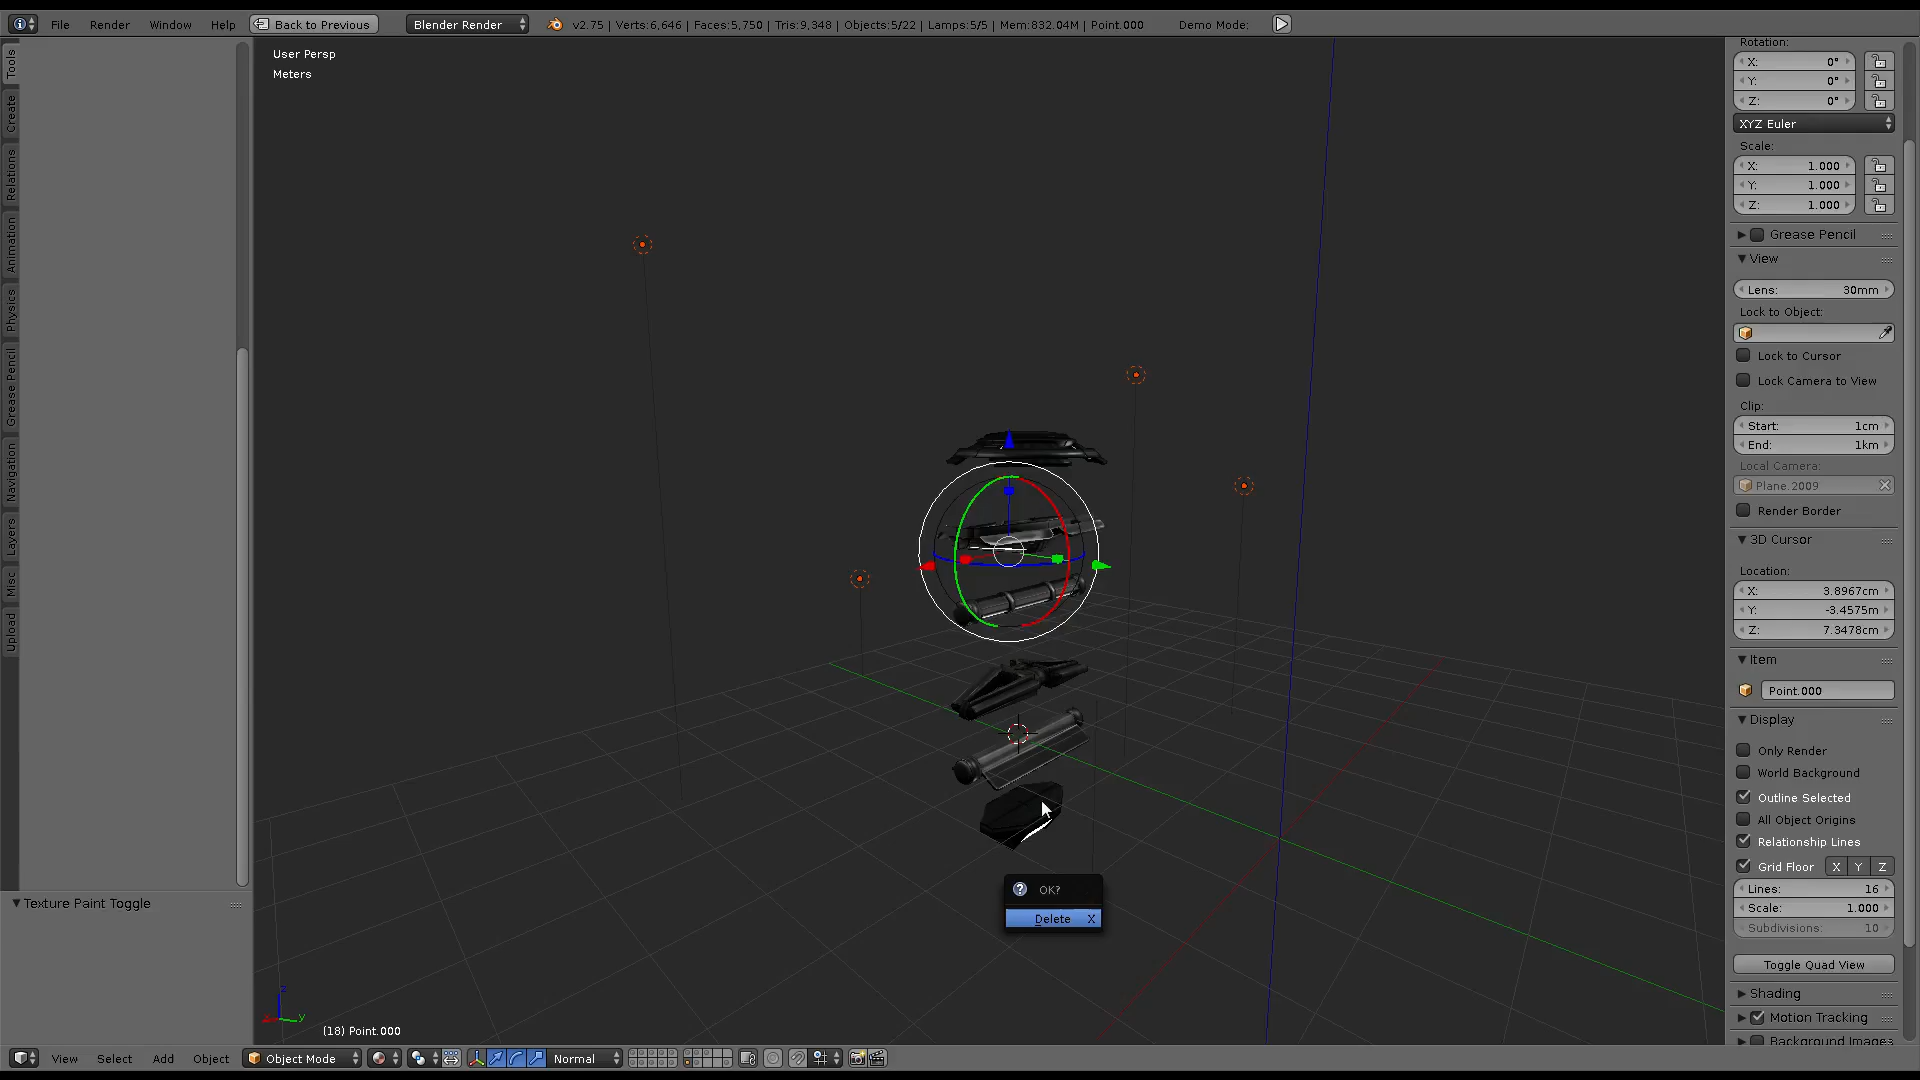 File Render Window Help Back to Previous Blender Render v2.75 | Verts:6,646 | Faces:5,750 | Tris:9,348 | Objects:5/22 | Lamps:5/5 | Mem:832.04M | Point.000 Demo Mode:
User Persp
Meters
Tools
Create
Relations
Animation
Physics
Grease Pencil
Navigation
Layers
Misc
Upload
Texture Paint Toggle
OK?
Delete X
z
y
(18) Point.000
View Select Add Object Object Mode Normal
Rotation:
X: 0°
Y: 0°
Z: 0°
XYZ Euler
Scale:
X: 1.000
Y: 1.000
Z: 1.000
Grease Pencil
View
Lens: 30mm
Lock to Object:
Lock to Cursor
Lock Camera to View
Clip:
Start: 1cm
End: 1km
Local Camera:
Plane.2009
Render Border
3D Cursor
Location:
X: 3.8967cm
Y: -3.4575m
Z: 7.3478cm
Item
Point.000
Display
Only Render
World Background
Outline Selected
All Object Origins
Relationship Lines
Grid Floor X Y Z
Lines: 16
Scale: 1.000
Subdivisions: 10
Toggle Quad View
Shading
Motion Tracking
Background Images